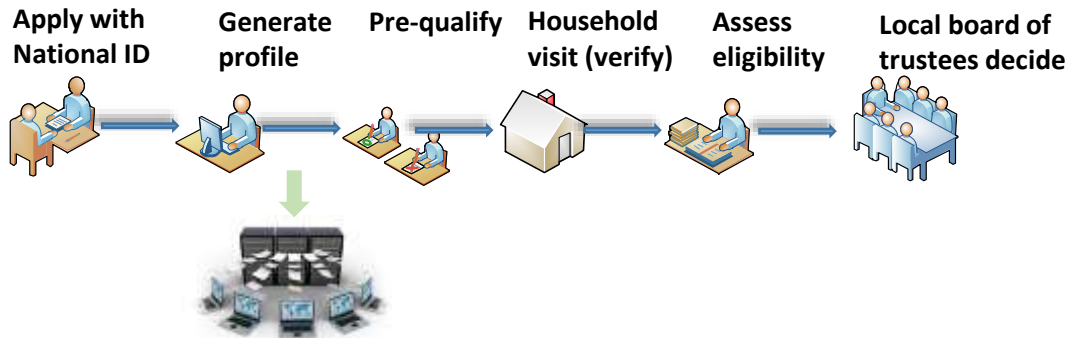 Apply with
National ID
Generate
profile
Pre-qualify
Household
visit (verify)
Assess
eligibility
Local board of
trustees decide